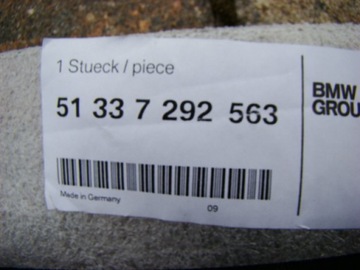 1 Stueck / piece
51 33 7 292 563
Made in Germany
09
BMW
GROU